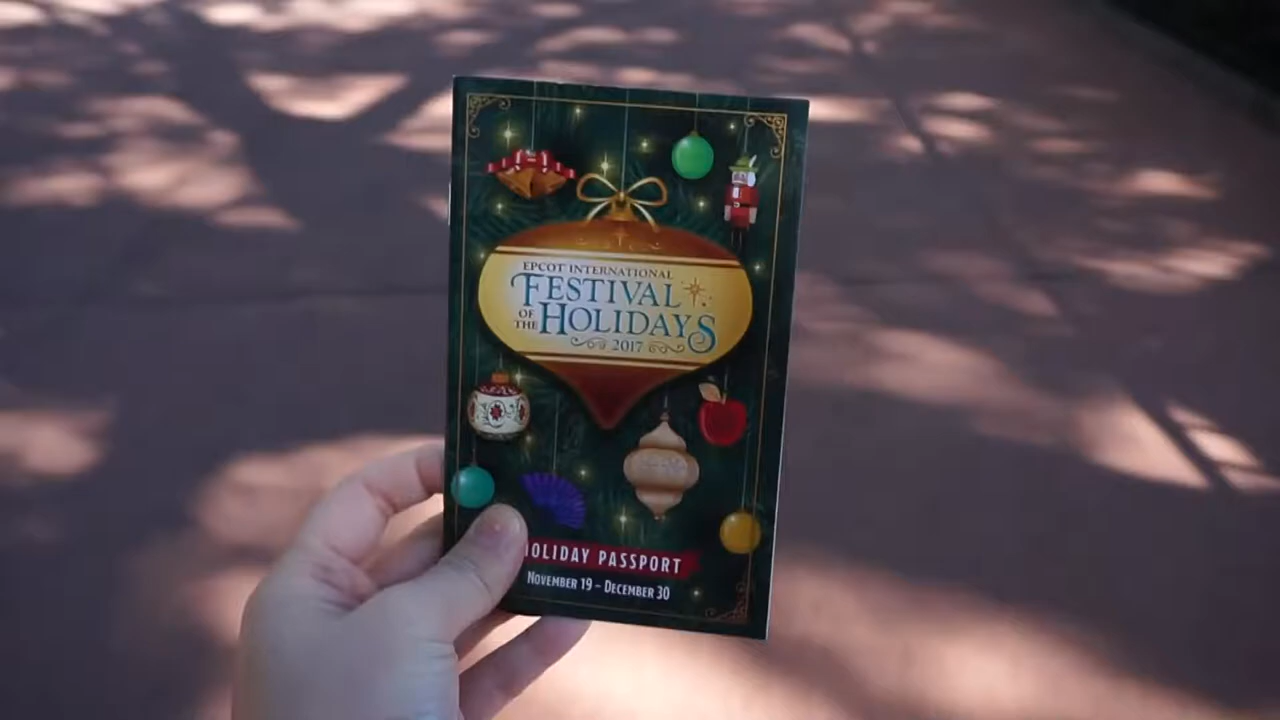 EPCOT INTERNATIONAL
FESTIVAL
OF THE HOLIDAYS
2017
HOLIDAY PASSPORT
NOVEMBER 19 – DECEMBER 30